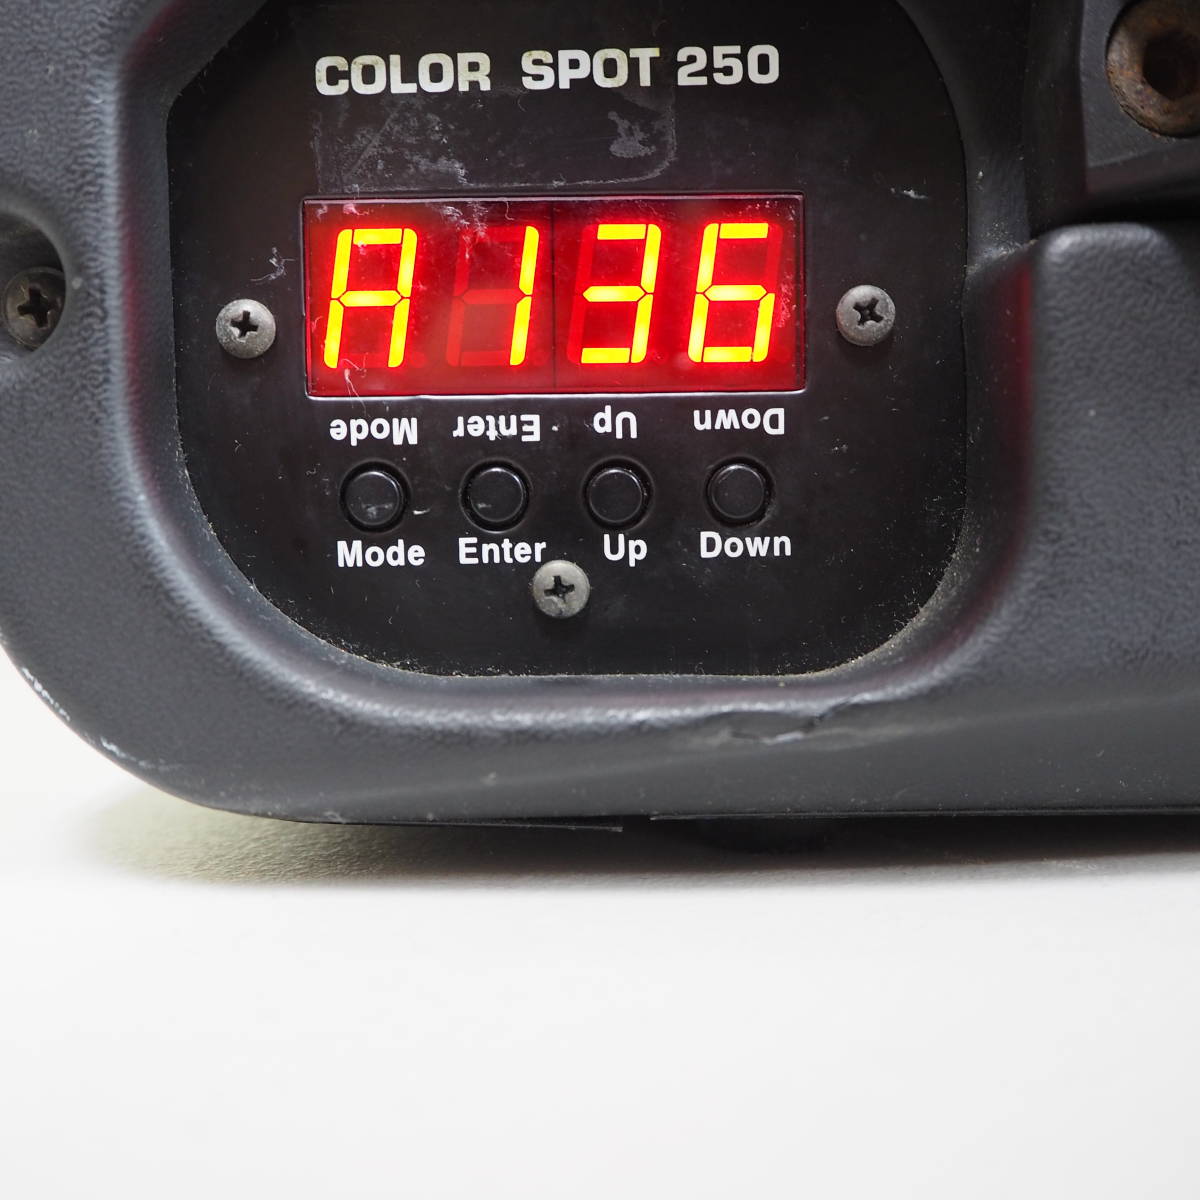 COLOR SPOT 250
A136
Mode Enter Up Down
Mode Enter Up Down